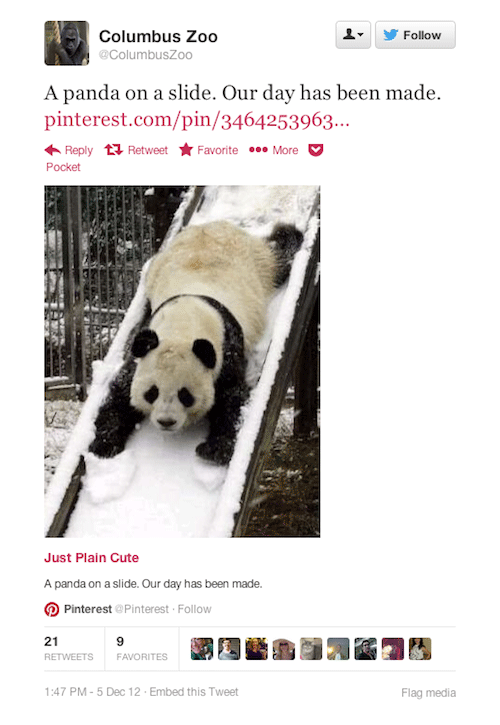 Columbus Zoo
@ColumbusZoo
Follow
A panda on a slide. Our day has been made.
pinterest.com/pin/3464253963...
Reply Retweet Favorite More
Pocket
Just Plain Cute
A panda on a slide. Our day has been made.
Pinterest @Pinterest · Follow
21
RETWEETS
9
FAVORITES
1:47 PM - 5 Dec 12 · Embed this Tweet
Flag media